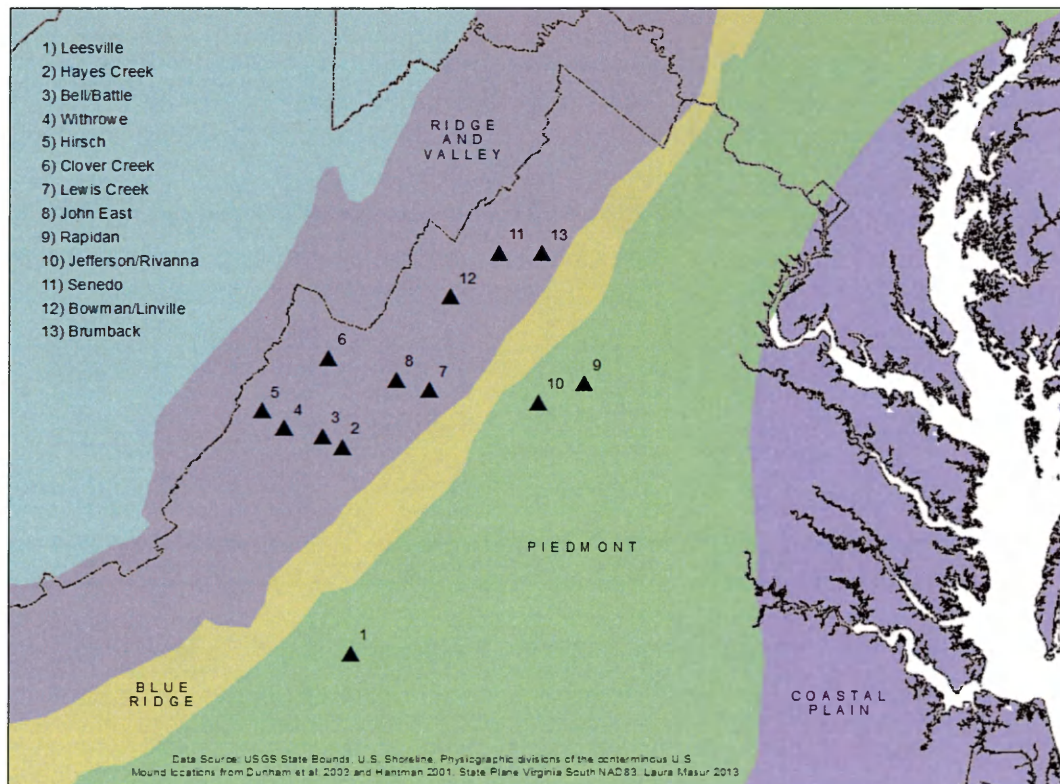 1) Leesville
2) Hayes Creek
3) Bell/Battle
4) Withrowe
5) Hirsch
6) Clover Creek
7) Lewis Creek
8) John East
9) Rapidan
10) Jefferson/Rivanna
11) Senedo
12) Bowman/Linville
13) Brumback
RIDGE
AND
VALLEY
11
13
12
6
8
7
9
10
5
4
3
2
PIEDMONT
1
BLUE
RIDGE
COASTAL
PLAIN
Data Source: USGS State Bounds, U.S. Shoreline, Physiographic divisions of the conterminous U.S.
Mound locations from Dunham et al. 2003 and Hantman 2001. State Plane Virginia South NAD83. Laura Masur 2013